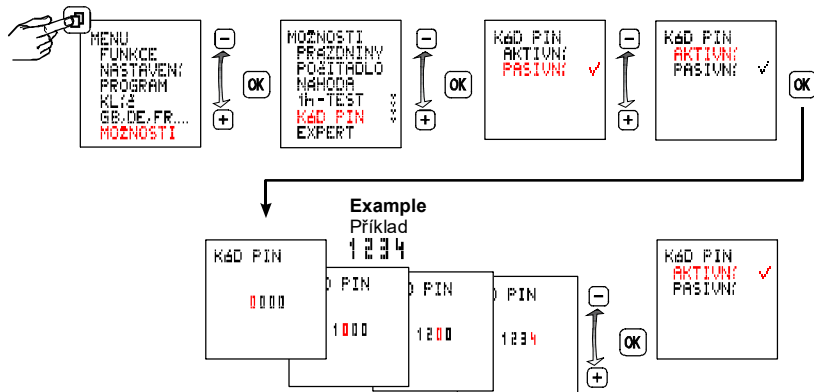 MENU
FUNKCE
NASTAVENÍ
PROGRAM
KLÍČ
GB,DE,FR....
MOŽNOSTI
−
+
OK
MOŽNOSTI
PRÁZDNINY
POČITADLO
NÁHODA
1h-TEST
KÓD PIN
EXPERT
−
+
OK
KÓD PIN
AKTIVNÍ
PASIVNÍ ✓
−
+
KÓD PIN
AKTIVNÍ
PASIVNÍ ✓
OK
Example
Příklad
1234
KÓD PIN
0000
D PIN
1000
D PIN
1200
D PIN
1234
−
+
OK
KÓD PIN
AKTIVNÍ ✓
PASIVNÍ